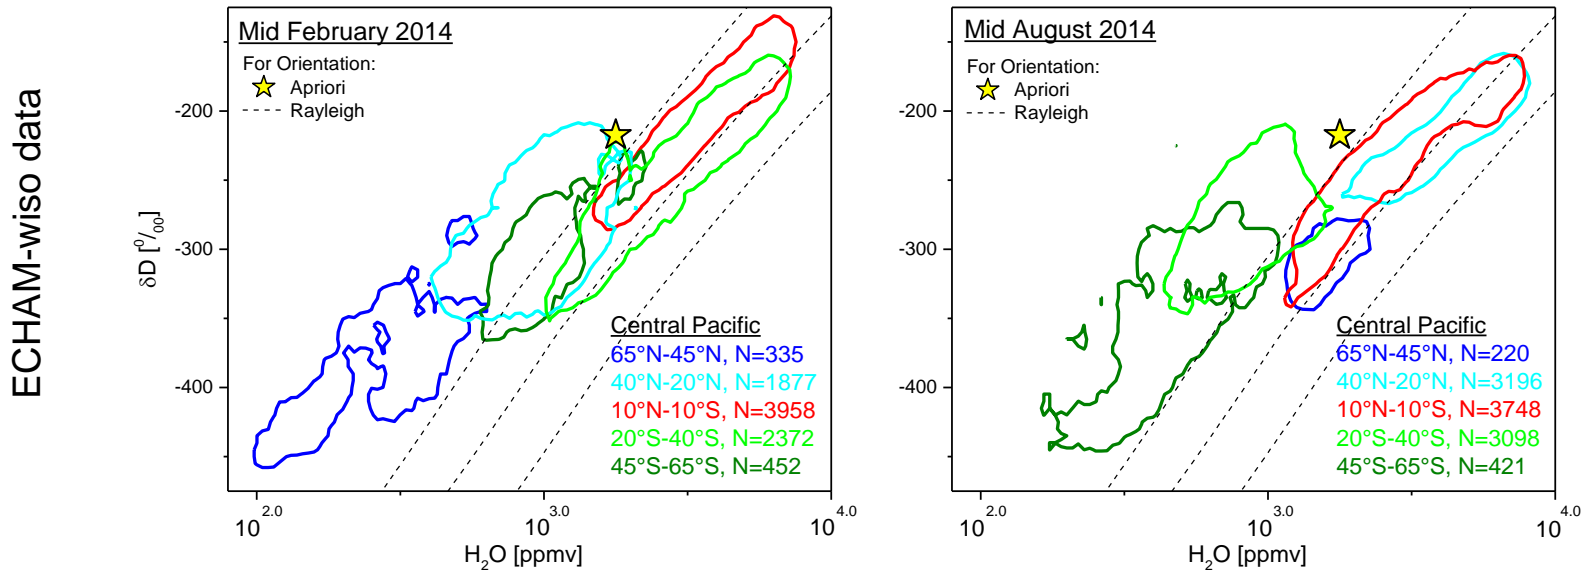 ECHAM-wiso data
Mid February 2014
For Orientation:
Apriori
Rayleigh
-200
-300
-400
δD [⁰/₀₀]
Central Pacific
65°N-45°N, N=335
40°N-20°N, N=1877
10°N-10°S, N=3958
20°S-40°S, N=2372
45°S-65°S, N=452
10^2.0
10^3.0
10^4.0
H₂O [ppmv]
Mid August 2014
For Orientation:
Apriori
Rayleigh
-200
-300
-400
Central Pacific
65°N-45°N, N=220
40°N-20°N, N=3196
10°N-10°S, N=3748
20°S-40°S, N=3098
45°S-65°S, N=421
10^2.0
10^3.0
10^4.0
H₂O [ppmv]